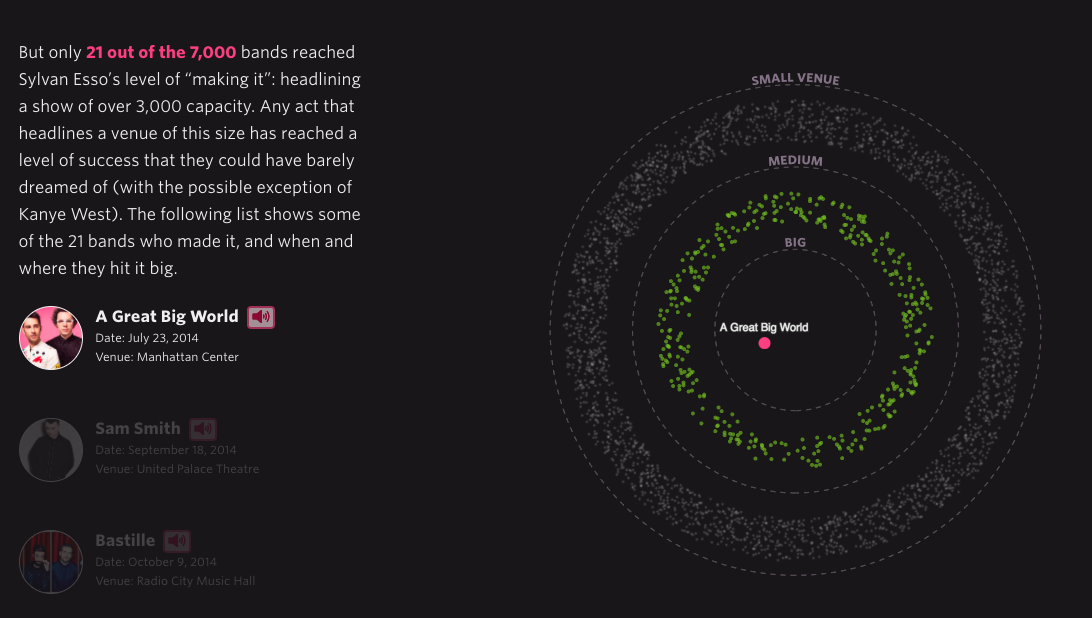 But only 21 out of the 7,000 bands reached
Sylvan Esso’s level of “making it”: headlining
a show of over 3,000 capacity. Any act that
headlines a venue of this size has reached a
level of success that they could have barely
dreamed of (with the possible exception of
Kanye West). The following list shows some
of the 21 bands who made it, and when and
where they hit it big.
A Great Big World
Date: July 23, 2014
Venue: Manhattan Center
Sam Smith
Date: September 18, 2014
Venue: United Palace Theatre
Bastille
Date: October 9, 2014
Venue: Radio City Music Hall
SMALL VENUE
MEDIUM
BIG
A Great Big World